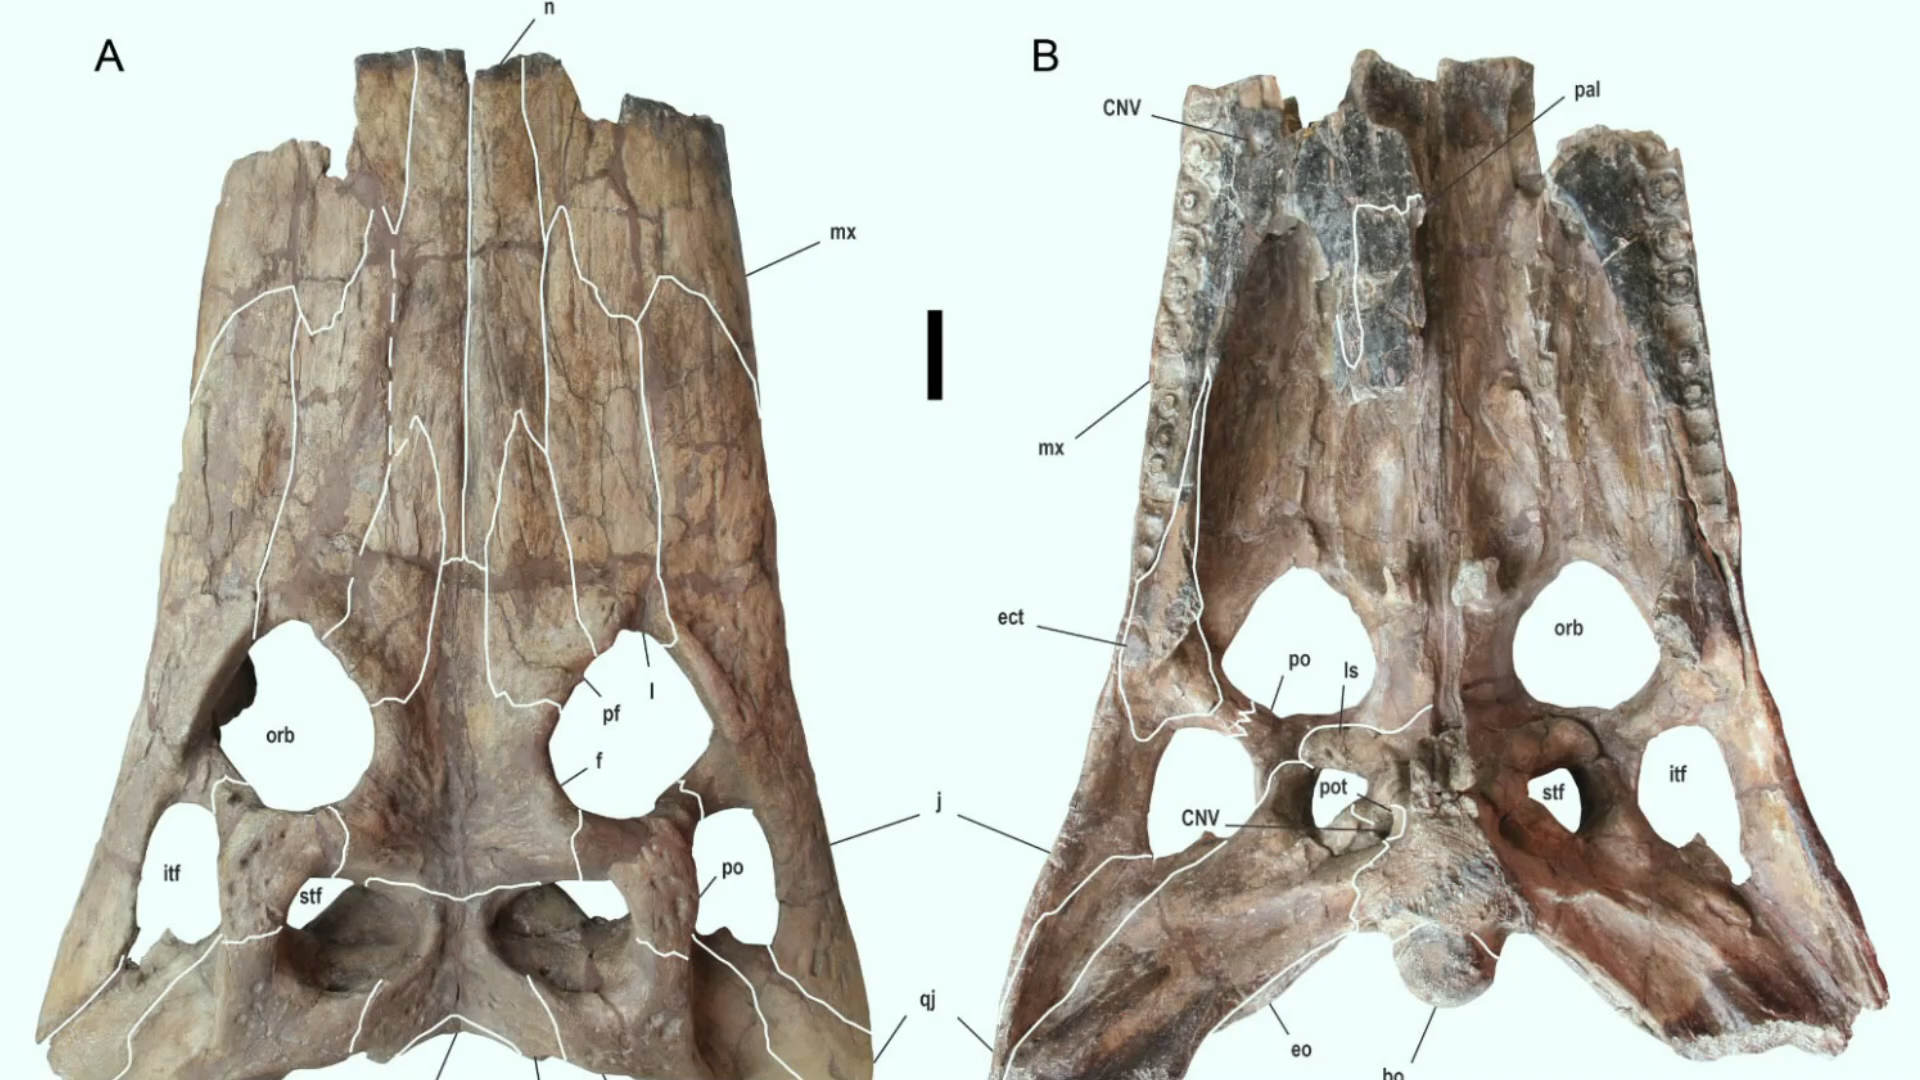 n
A
B
pal
CNV
mx
mx
ect
orb
po
ls
l
pf
orb
f
itf
pot
stf
j
CNV
itf
po
stf
qj
eo
bo